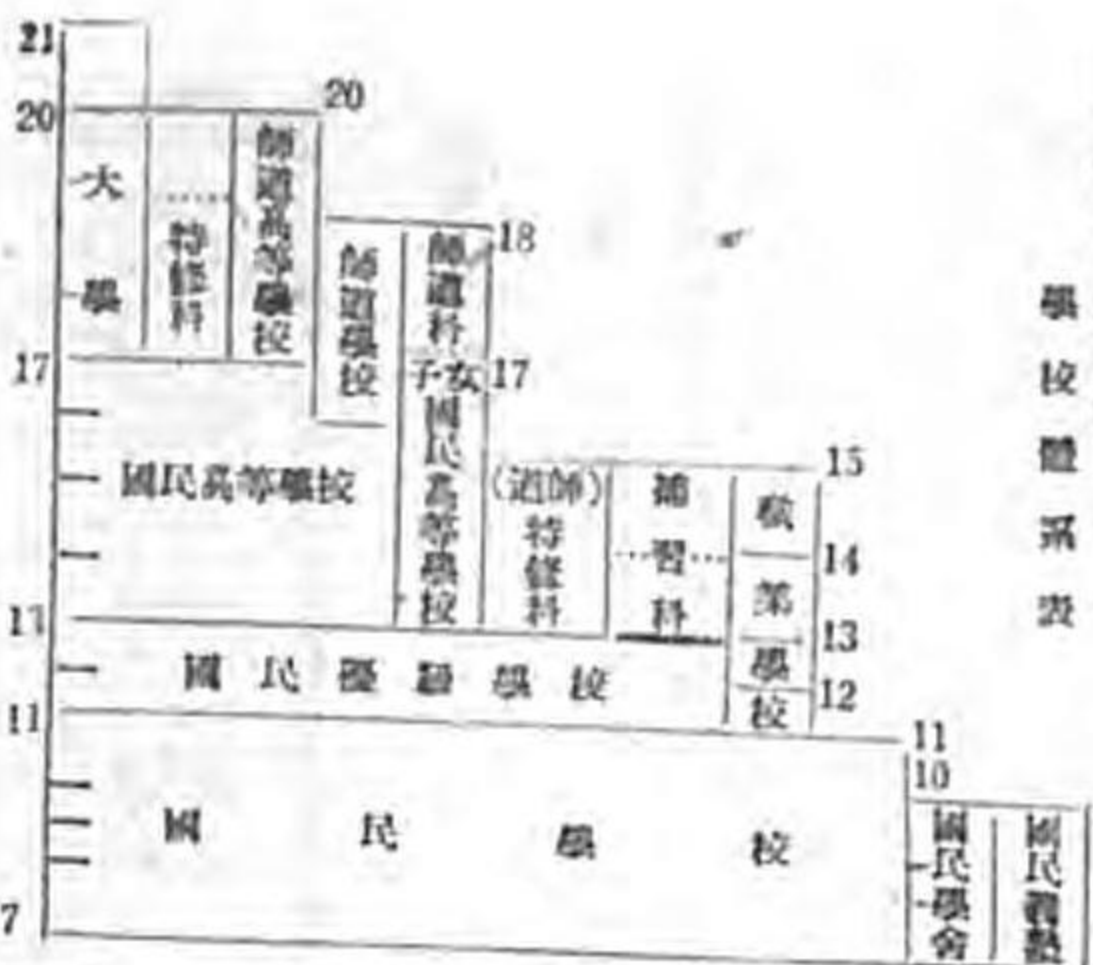 學校體系表
21
20
20
大學
特修科
師道高等學校
18
師道學校
師道科
17
17
女子國民高等學校
國民高等學校
15
(師道)
特修科
補習科
職業學校
14
13
13
12
國民優級學校
11
11
10
國民學校
國民學舍
國民義塾
7